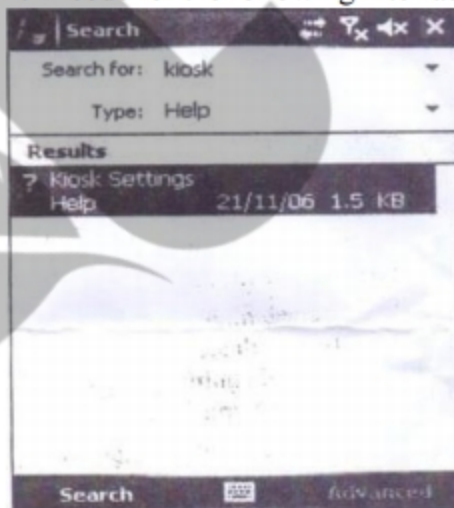 Search
Search for: kiosk
Type: Help
Results
? Kiosk Settings
Help 21/11/06 1.5 KB
Search Advanced